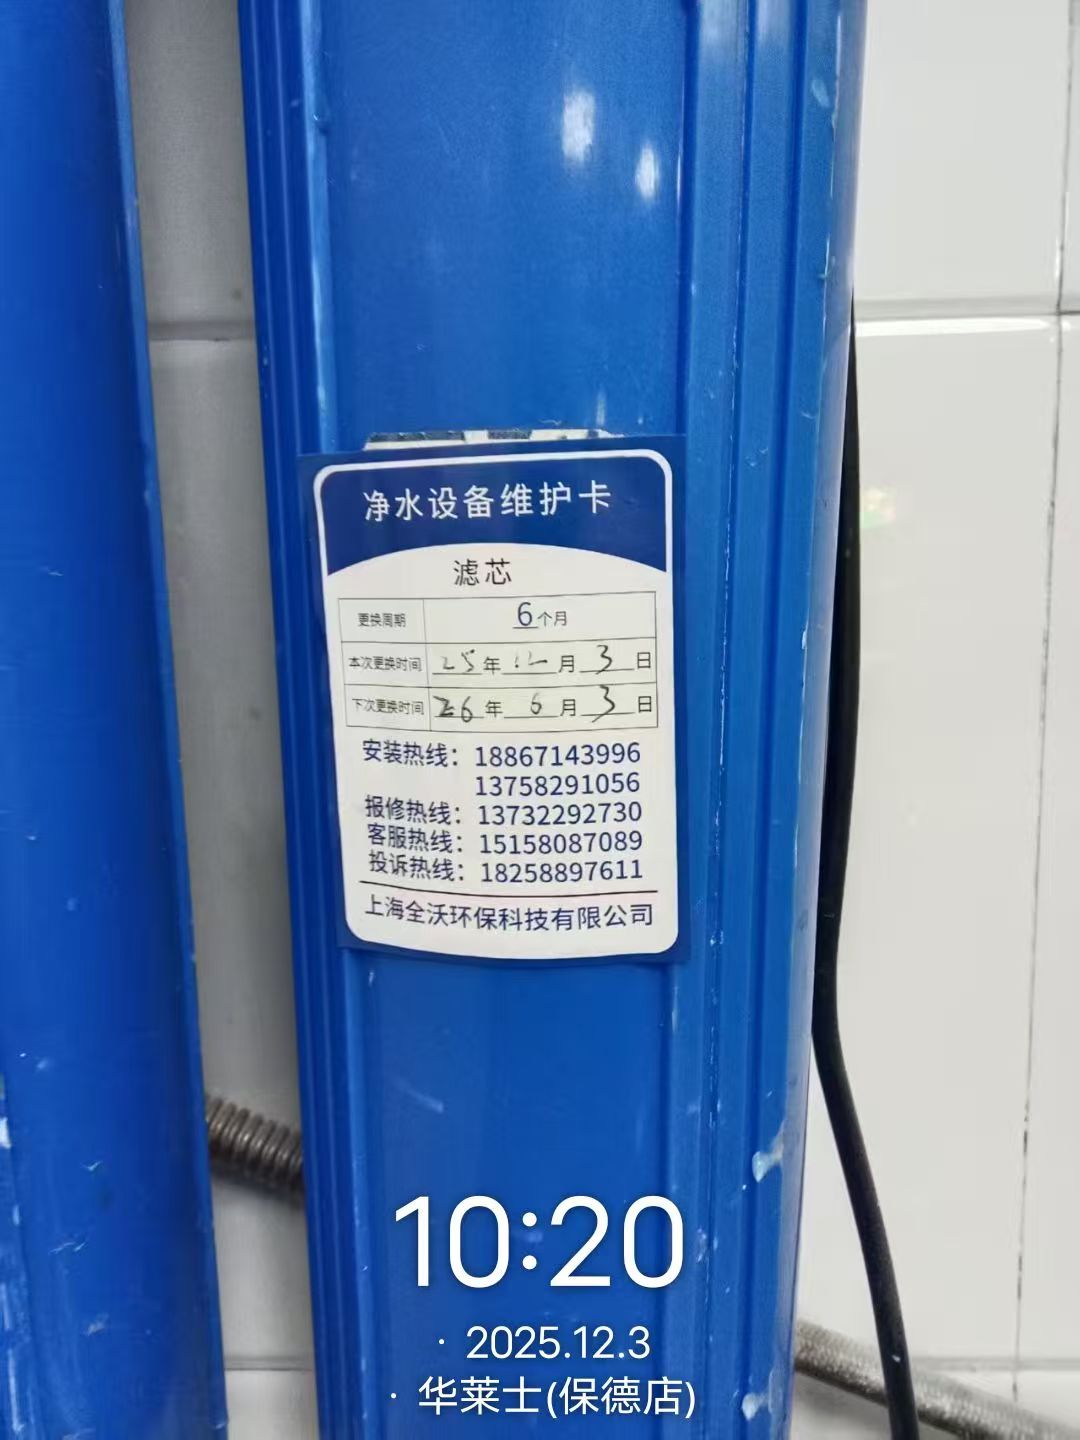 净水设备维护卡
滤芯
更换周期 6个月
本次更换时间 25年12月3日
下次更换时间 26年6月3日
安装热线：18867143996
13758291056
报修热线：13732292730
客服热线：15158087089
投诉热线：18258897611
上海全沃环保科技有限公司
10:20
· 2025.12.3
· 华莱士(保德店)